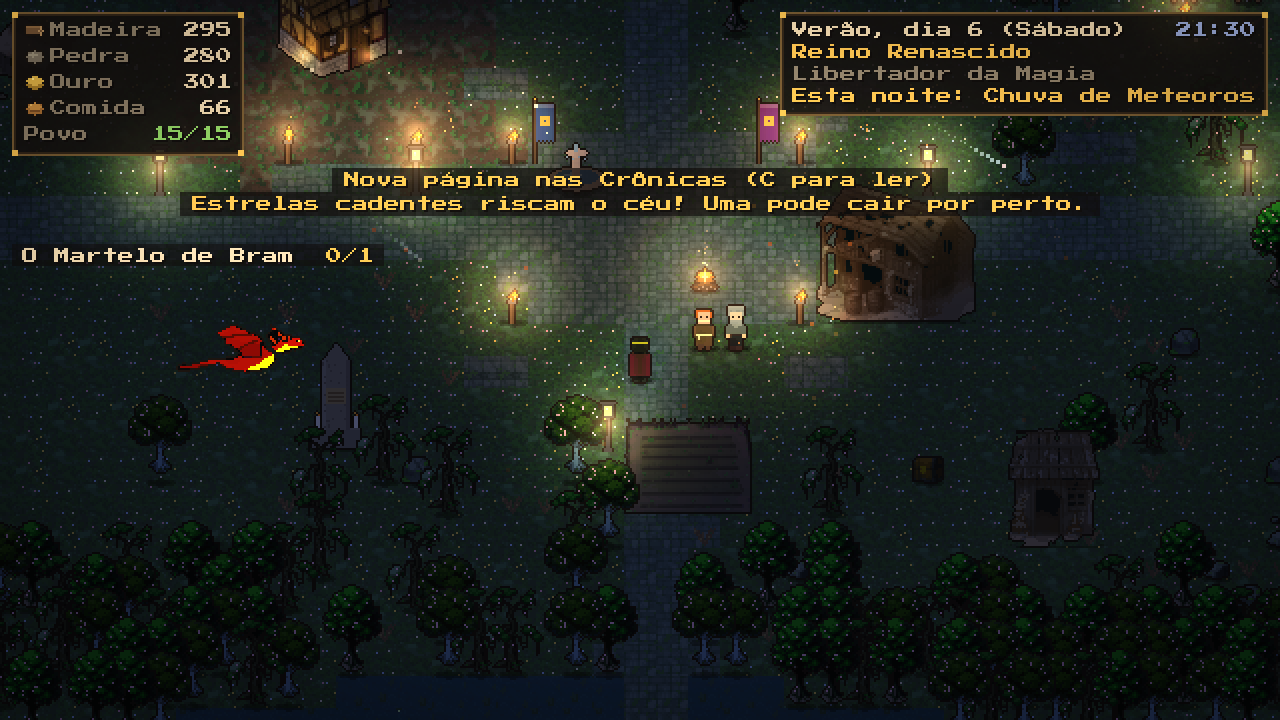 Madeira 295
Pedra 280
Ouro 301
Comida 66
Povo 15/15
Verão, dia 6 (Sábado) 21:30
Reino Renascido
Libertador da Magia
Esta noite: Chuva de Meteoros
Nova página nas Crônicas (C para ler)
Estrelas cadentes riscam o céu! Uma pode cair por perto.
O Martelo de Bram 0/1